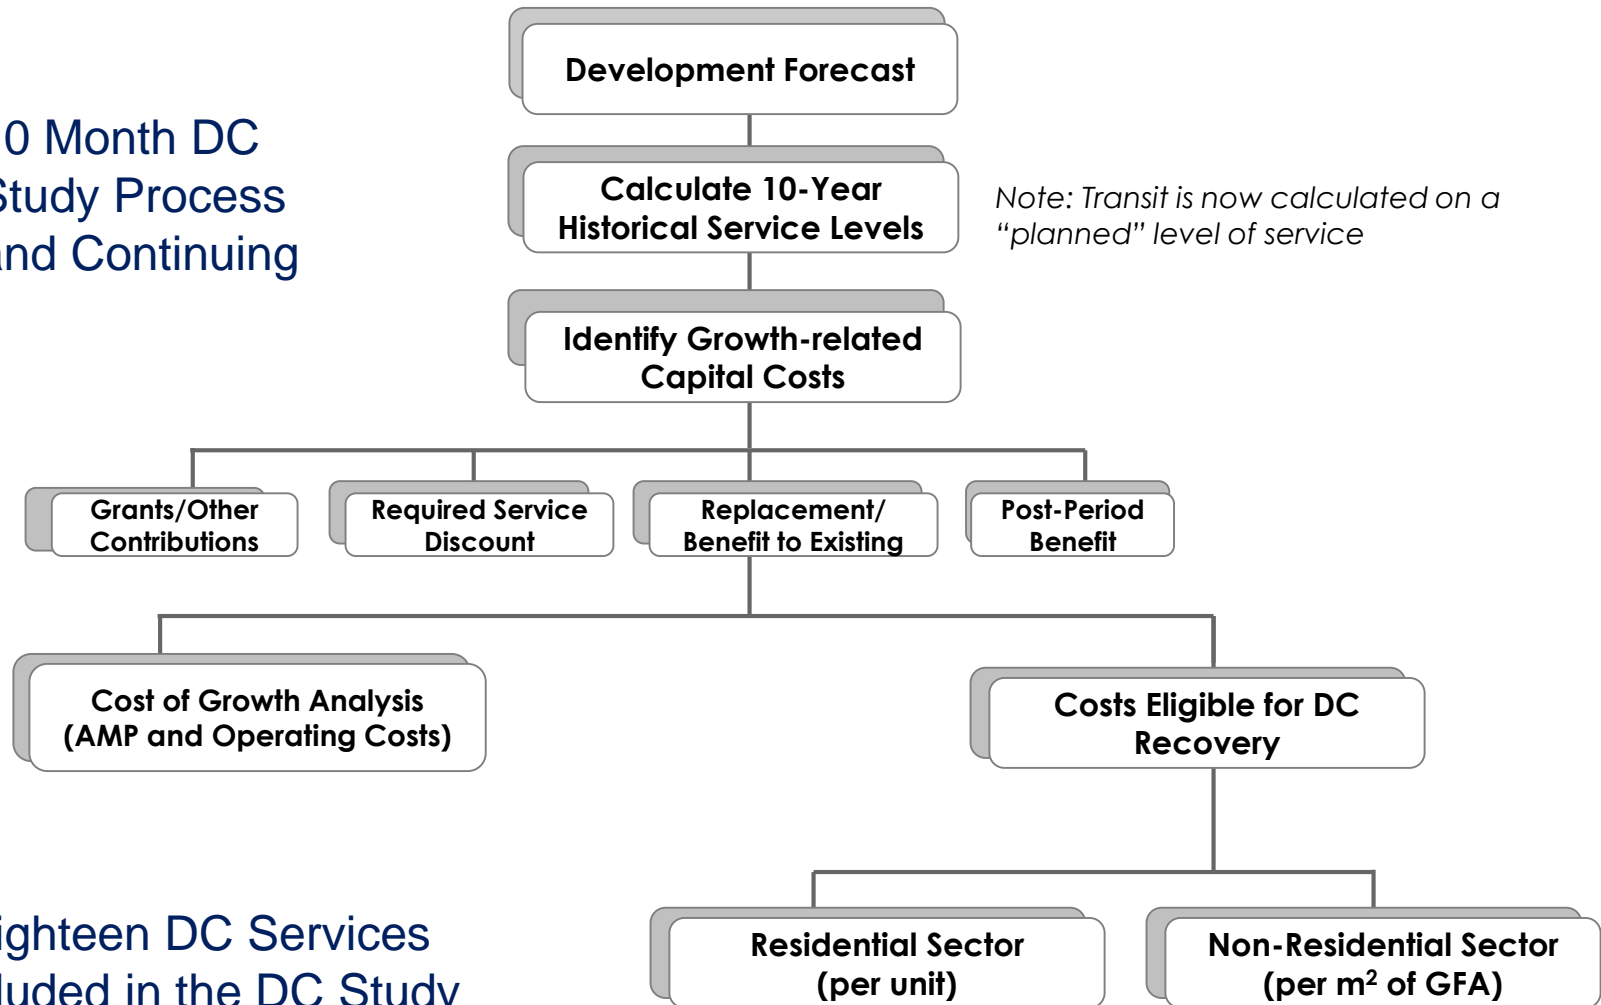 Development Forecast
0 Month DC
Study Process
and Continuing
Calculate 10-Year
Historical Service Levels
Note: Transit is now calculated on a
“planned” level of service
Identify Growth-related
Capital Costs
Grants/Other
Contributions
Required Service
Discount
Replacement/
Benefit to Existing
Post-Period
Benefit
Cost of Growth Analysis
(AMP and Operating Costs)
Costs Eligible for DC
Recovery
ighteen DC Services
luded in the DC Study
Residential Sector
(per unit)
Non-Residential Sector
(per m² of GFA)